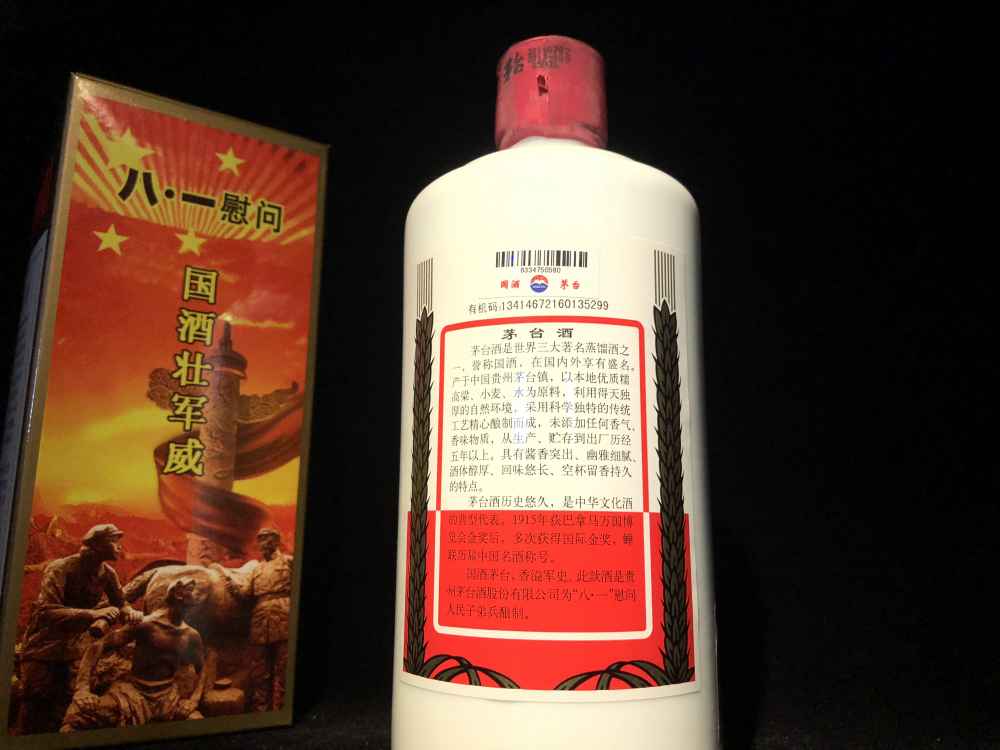 八·一慰问
国酒壮军威
9334750580
国酒 茅台
有机码:13414672160135299
茅台酒
茅台酒是世界三大著名蒸馏酒之
一，誉称国酒，在国内外享有盛名。
产于中国贵州茅台镇，以本地优质糯
高粱、小麦、水为原料，利用得天独
厚的自然环境，采用科学独特的传统
工艺精心酿制而成，未添加任何香气、
香味物质，从生产、贮存到出厂历经
五年以上。具有酱香突出、幽雅细腻、
酒体醇厚、回味悠长、空杯留香持久
的特点。
茅台酒历史悠久，是中华文化酒
的典型代表。1915年获巴拿马万国博
览会金奖后，多次获得国际金奖，蝉
联历届中国名酒称号。
国酒茅台，香溢军史。此款酒是贵
州茅台酒股份有限公司为“八·一”慰问
人民子弟兵酿制。